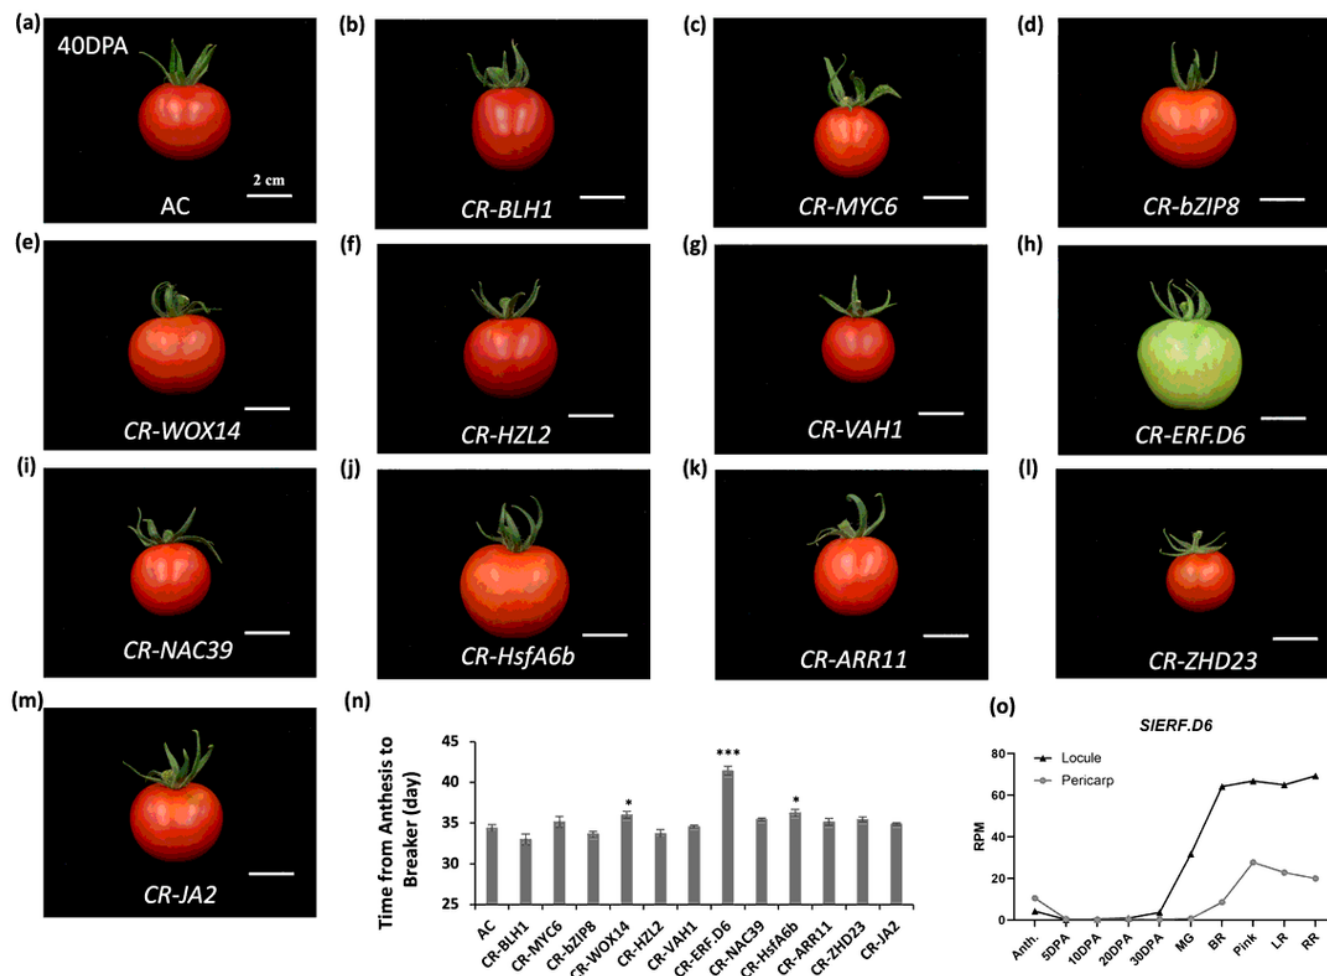 (a)
40DPA
2 cm
AC
(b)
CR-BLH1
(c)
CR-MYC6
(d)
CR-bZIP8
(e)
CR-WOX14
(f)
CR-HZL2
(g)
CR-VAH1
(h)
CR-ERF.D6
(i)
CR-NAC39
(j)
CR-HsfA6b
(k)
CR-ARR11
(l)
CR-ZHD23
(m)
CR-JA2
(n)
Time from Anthesis to
Breaker (day)
45
40
35
33
25
*
***
*
AC
CR-BLH1
CR-MYC6
CR-bZIP8
CR-WOX14
CR-HZL2
CR-VAH1
CR-ERF.D6
CR-NAC39
CR-HsfA6b
CR-ARR11
CR-ZHD23
CR-JA2
(o)
SlERF.D6
Locule
Pericarp
RPM
80
60
40
20
0
Anth.
5DPA
10DPA
20DPA
30DPA
MG
BR
Pink
LR
RR